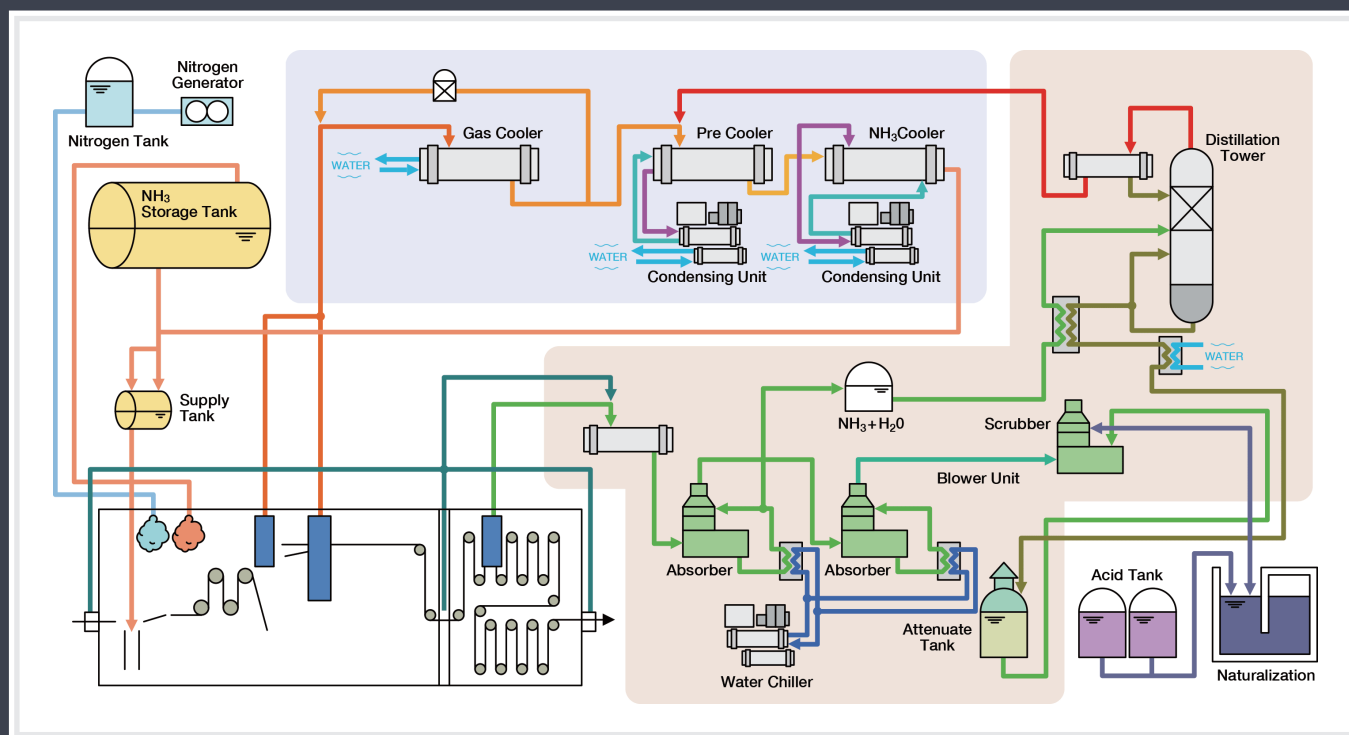 Nitrogen
Generator
Nitrogen Tank
NH₃
Storage Tank
Supply
Tank
Gas Cooler
WATER
Pre Cooler
NH₃Cooler
WATER
Condensing Unit
WATER
Condensing Unit
Distillation
Tower
WATER
NH₃+H₂0
Scrubber
Blower Unit
Absorber
Absorber
Water Chiller
Attenuate
Tank
Acid Tank
Naturalization